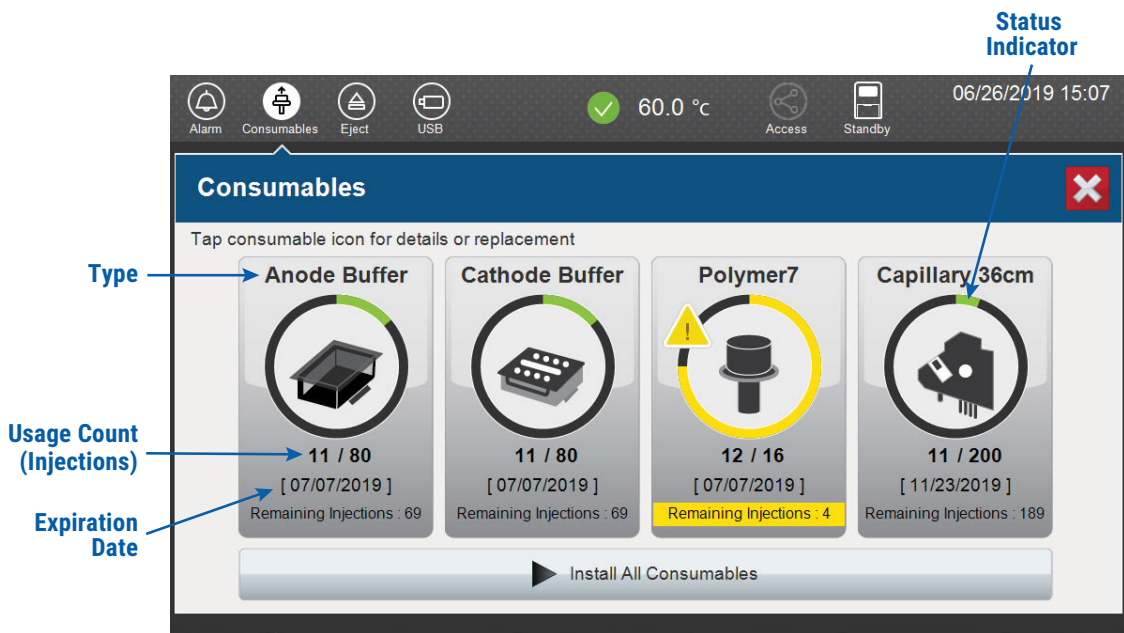 Status
Indicator
06/26/2019 15:07
60.0 °c
Alarm
Consumables
Eject
USB
Access
Standby
Consumables
Tap consumable icon for details or replacement
Type
Anode Buffer
Cathode Buffer
Polymer7
Capillary 36cm
!
Usage Count
(Injections)
11 / 80
11 / 80
12 / 16
11 / 200
[ 07/07/2019 ]
[ 07/07/2019 ]
[ 07/07/2019 ]
[ 11/23/2019 ]
Expiration
Date
Remaining Injections : 69
Remaining Injections : 69
Remaining Injections : 4
Remaining Injections : 189
Install All Consumables